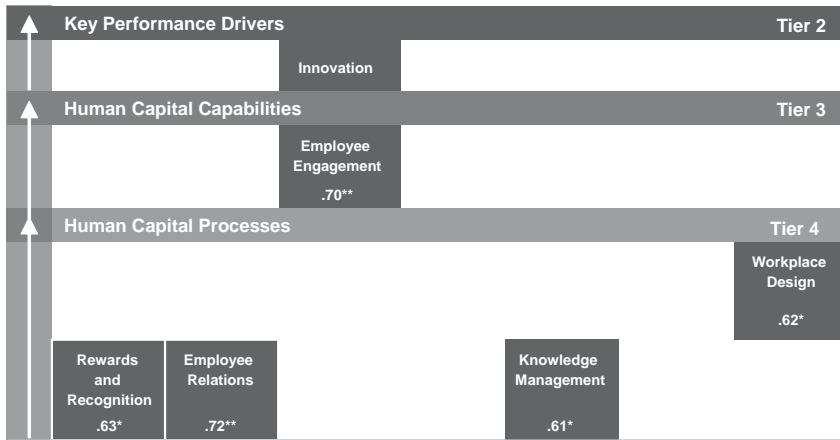 Key Performance Drivers Tier 2
Innovation
Human Capital Capabilities Tier 3
Employee
Engagement
.70**
Human Capital Processes Tier 4
Workplace
Design
.62*
Rewards
and
Recognition
.63*
Employee
Relations
.72**
Knowledge
Management
.61*